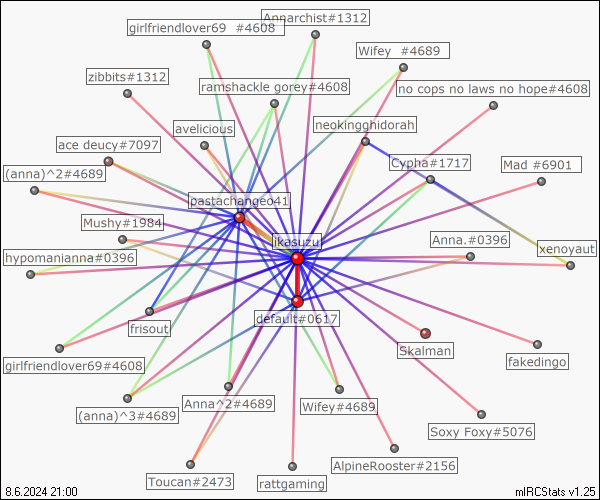 Annarchist#1312
girlfriendlover69 #4608
Wifey #4689
zibbits#1312
ramshackle gorey#4608
no cops no laws no hope#4608
avelicious
neokingghidorah
ace deucy#7097
Cypha#1717
Mad #6901
(anna)^2#4689
pastachange041
Mushy#1984
ikasuzu
Anna.#0396
xenoyaut
hypomanianna#0396
default#0617
frisout
Skalman
fakedingo
girlfriendlover69#4608
Anna^2#4689
Wifey#4689
(anna)^3#4689
Soxy Foxy#5076
AlpineRooster#2156
Toucan#2473
rattgaming
8.6.2024 21:00
mIRCStats v1.25